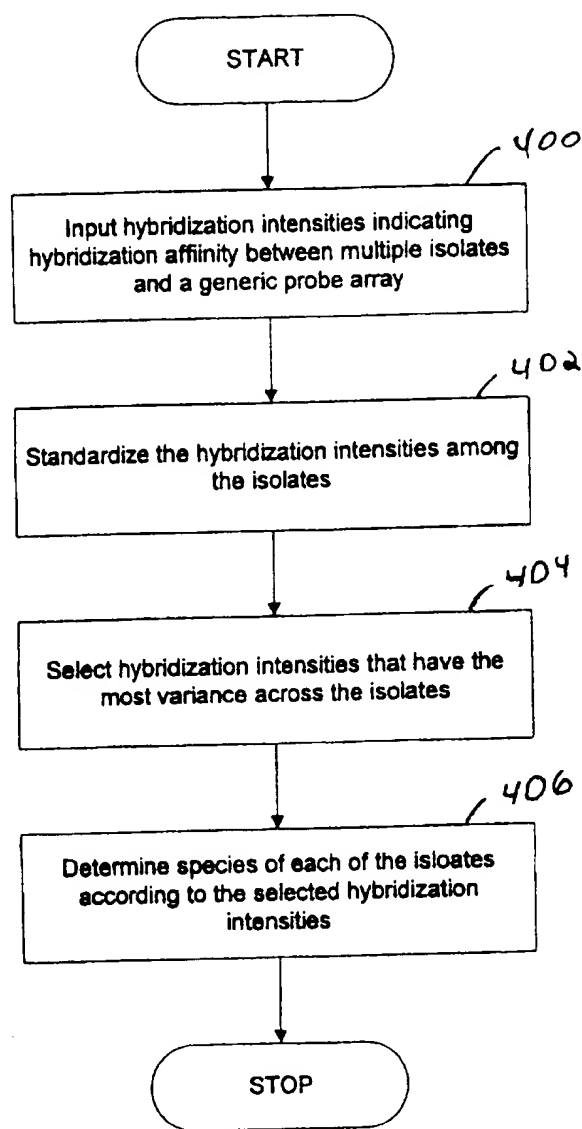 START
400
Input hybridization intensities indicating
hybridization affiinity between multiple isolates
and a generic probe array
402
Standardize the hybridization intensities among
the isolates
404
Select hybridization intensities that have the
most variance across the isolates
406
Determine species of each of the isloates
according to the selected hybridization
intensities
STOP